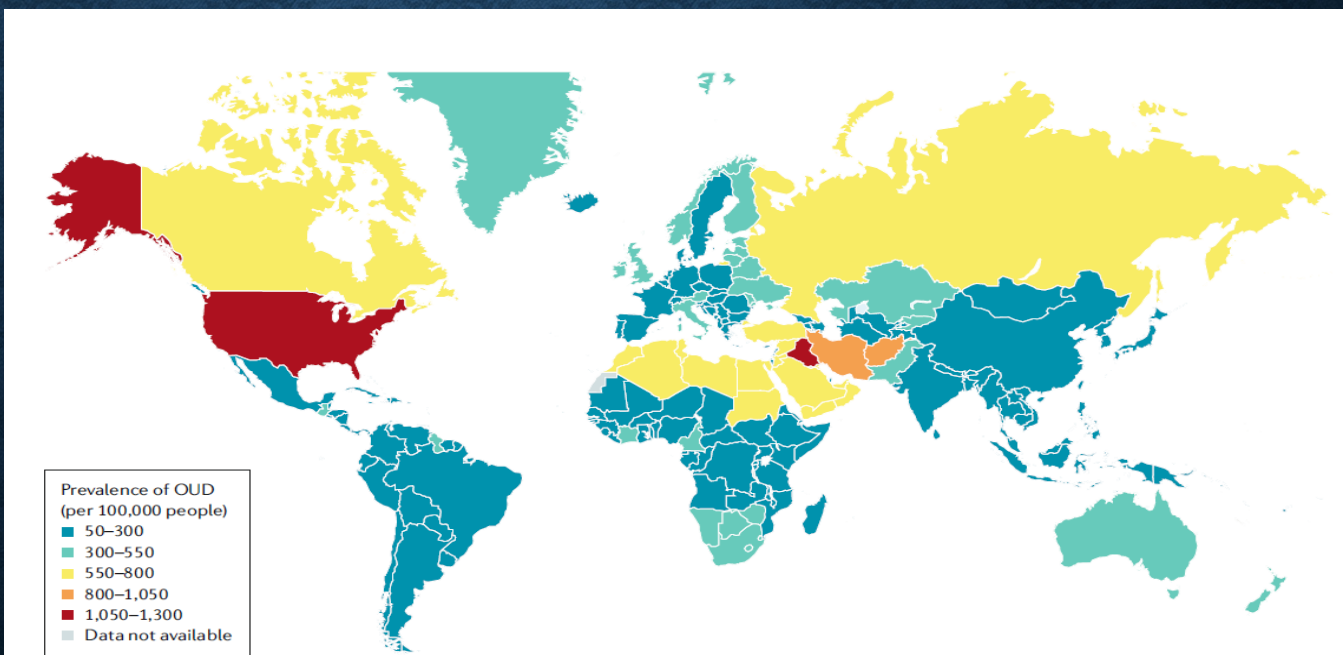 Prevalence of OUD
(per 100,000 people)
50–300
300–550
550–800
800–1,050
1,050–1,300
Data not available